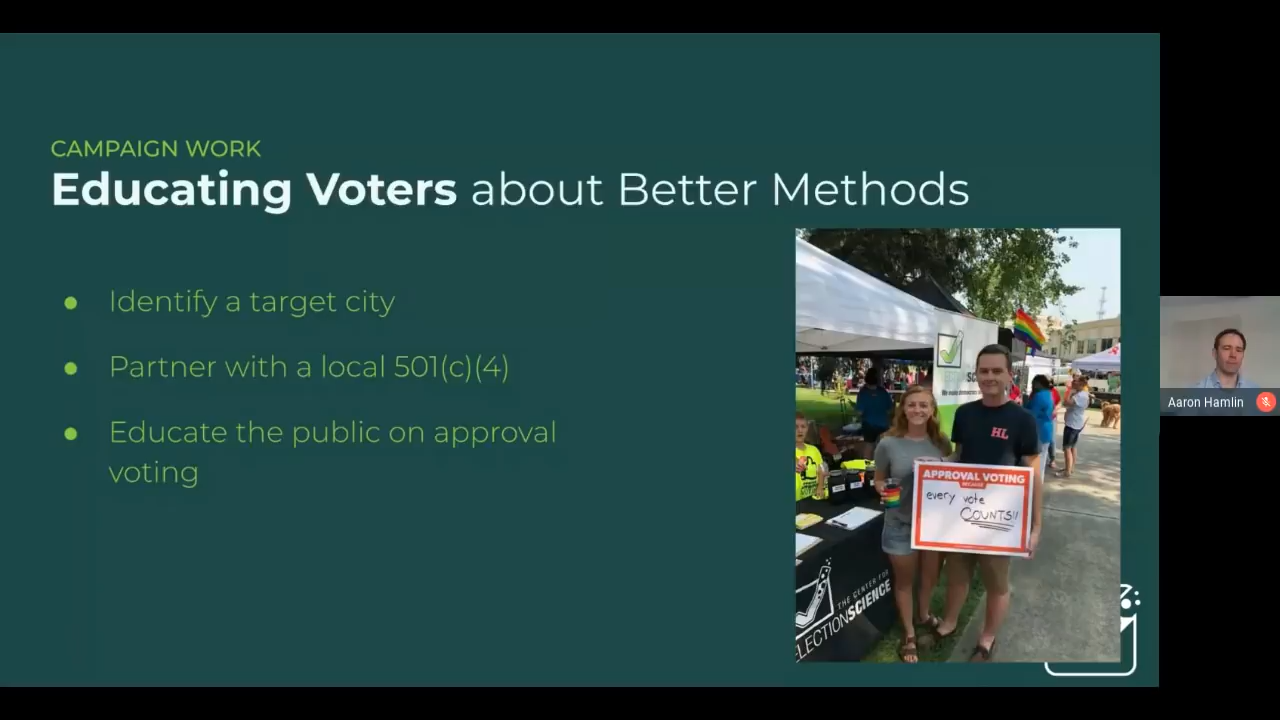 CAMPAIGN WORK
Educating Voters about Better Methods
● Identify a target city
● Partner with a local 501(c)(4)
● Educate the public on approval
voting
HL
APPROVAL VOTING
BECAUSE
every vote
COUNTS!!
THE CENTER FOR
ELECTIONSCIENCE
Aaron Hamlin